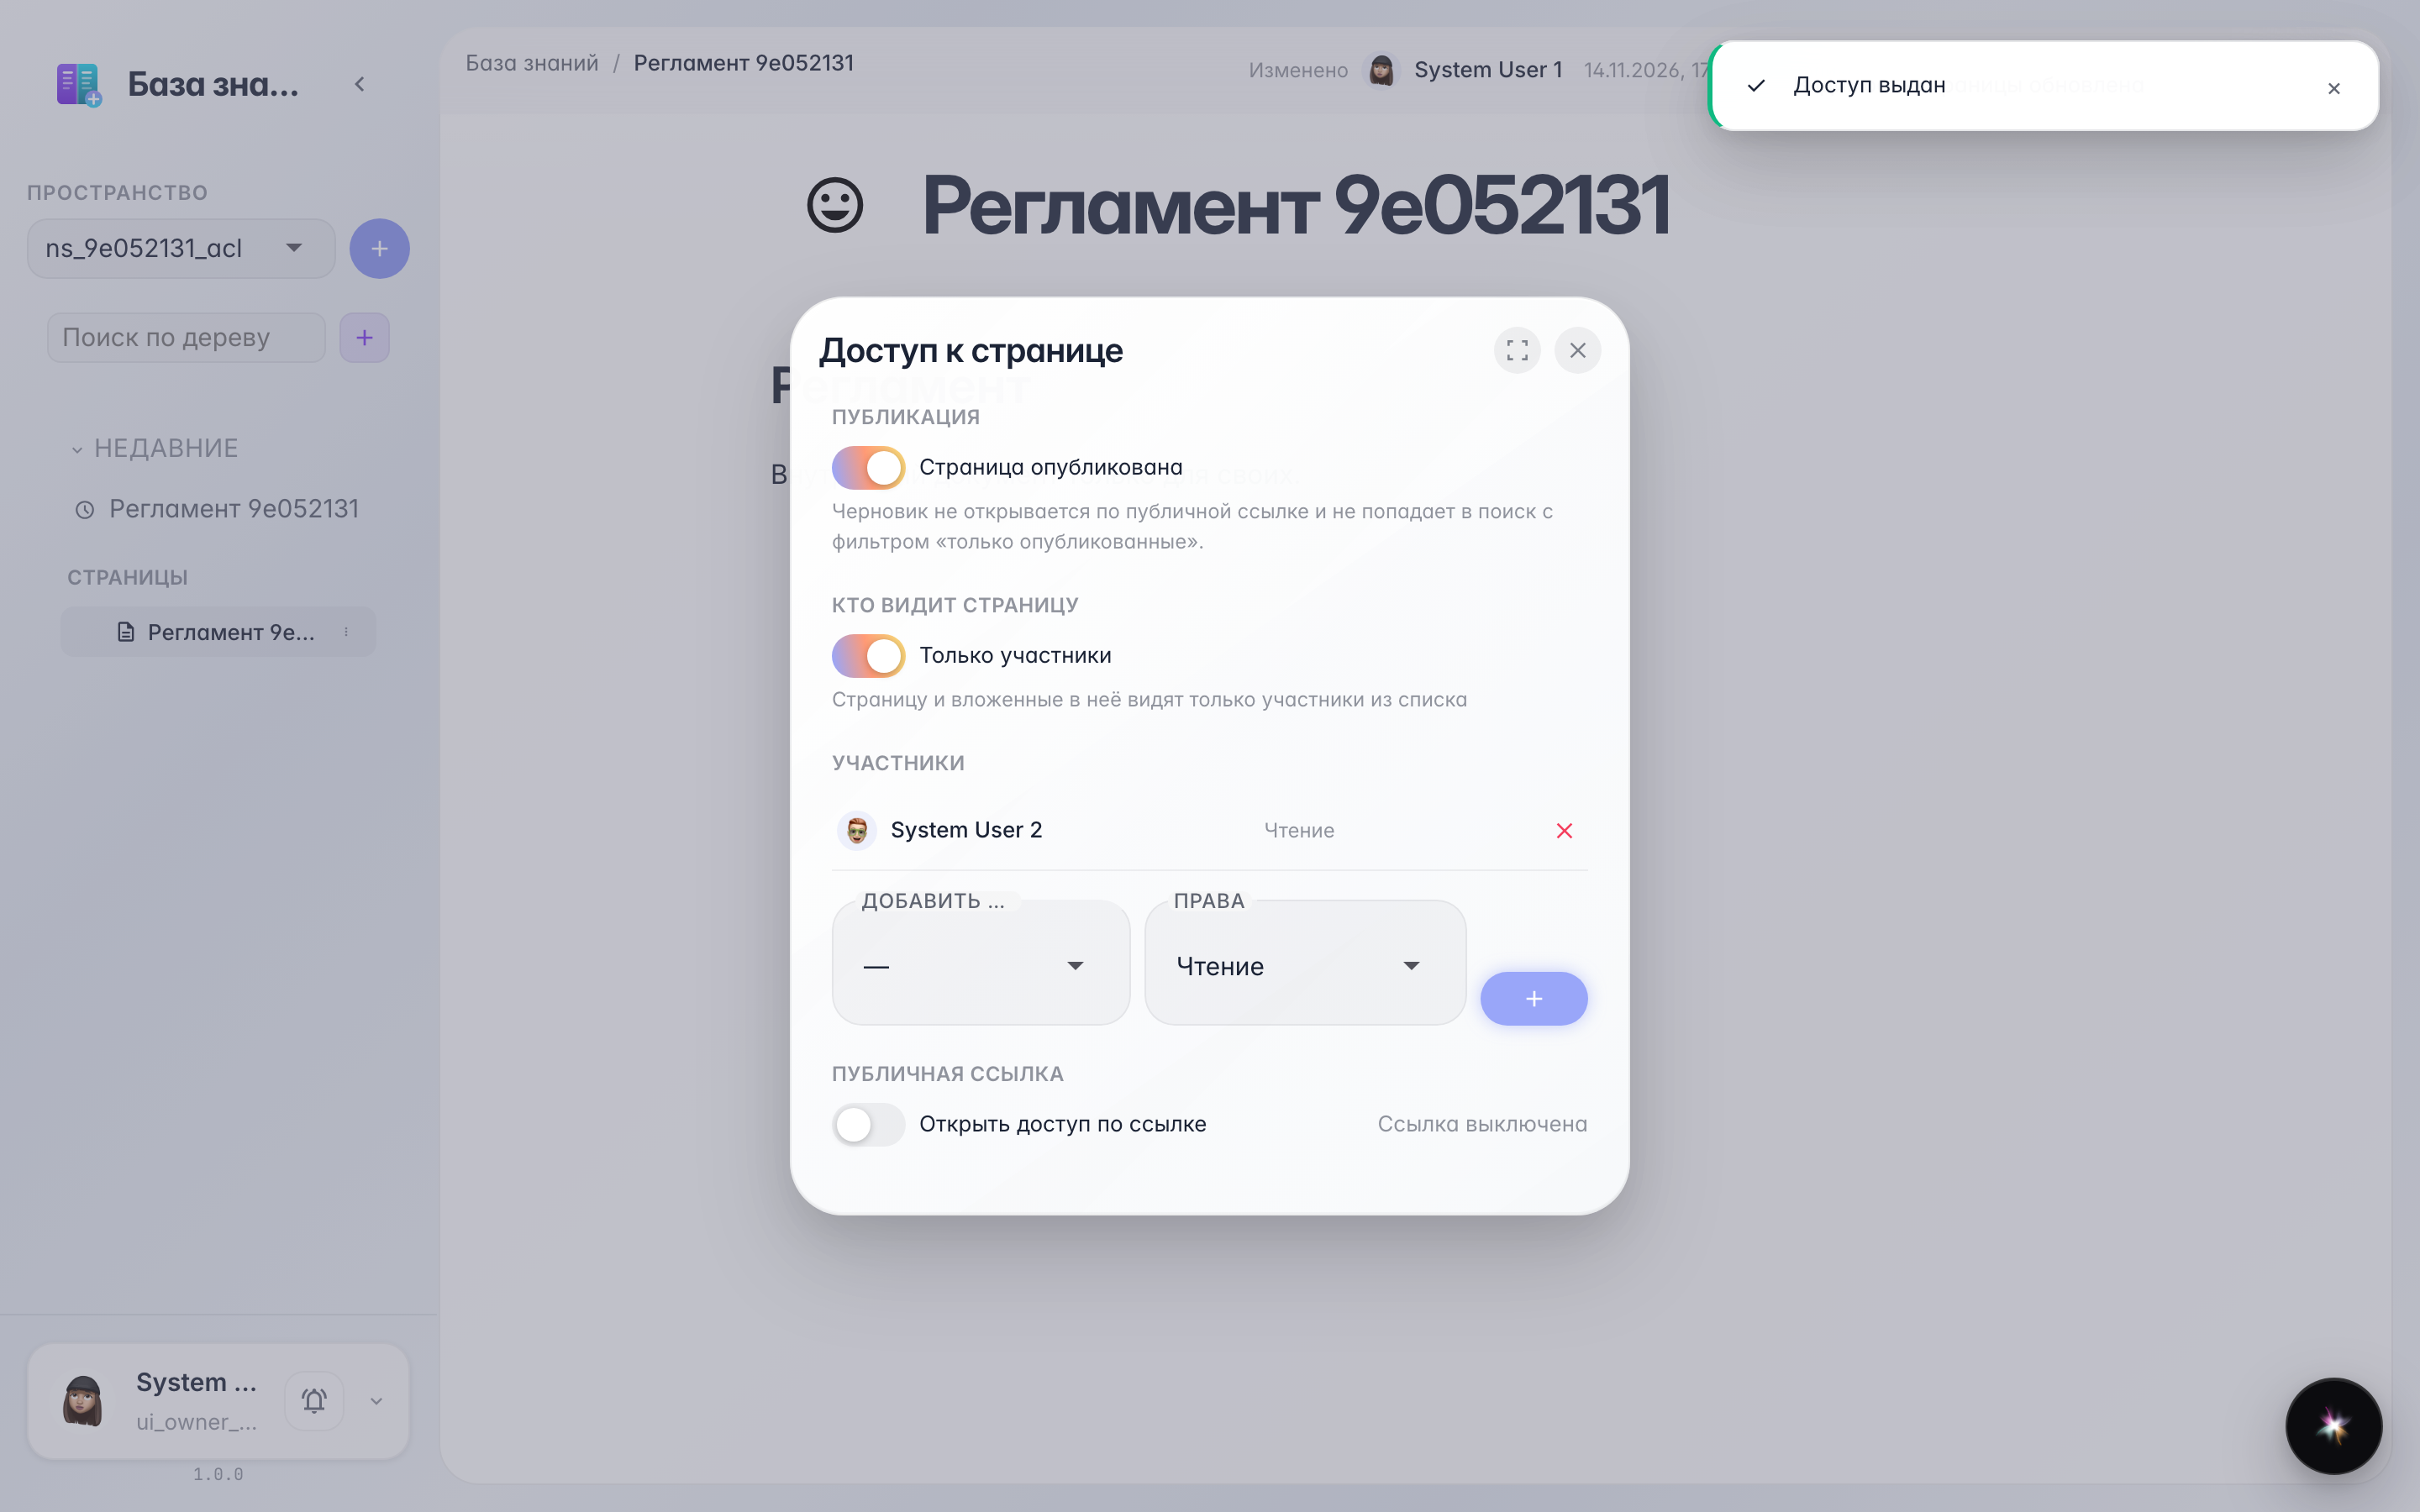 База зна...
ПРОСТРАНСТВО
ns_9e052131_acl
Поиск по дереву
НЕДАВНИЕ
Регламент 9e052131
СТРАНИЦЫ
Регламент 9е...
System ...
ui_owner_...
1.0.0
База знаний / Регламент 9e052131
Изменено System User 1 14.11.2026, 17
Доступ выдан
Регламент 9e052131
Доступ к странице
ПУБЛИКАЦИЯ
Страница опубликована
Черновик не открывается по публичной ссылке и не попадает в поиск с
фильтром «только опубликованные».
КТО ВИДИТ СТРАНИЦУ
Только участники
Страницу и вложенные в неё видят только участники из списка
УЧАСТНИКИ
System User 2 Чтение
ДОБАВИТЬ ... ПРАВА
— Чтение
ПУБЛИЧНАЯ ССЫЛКА
Открыть доступ по ссылке Ссылка выключена